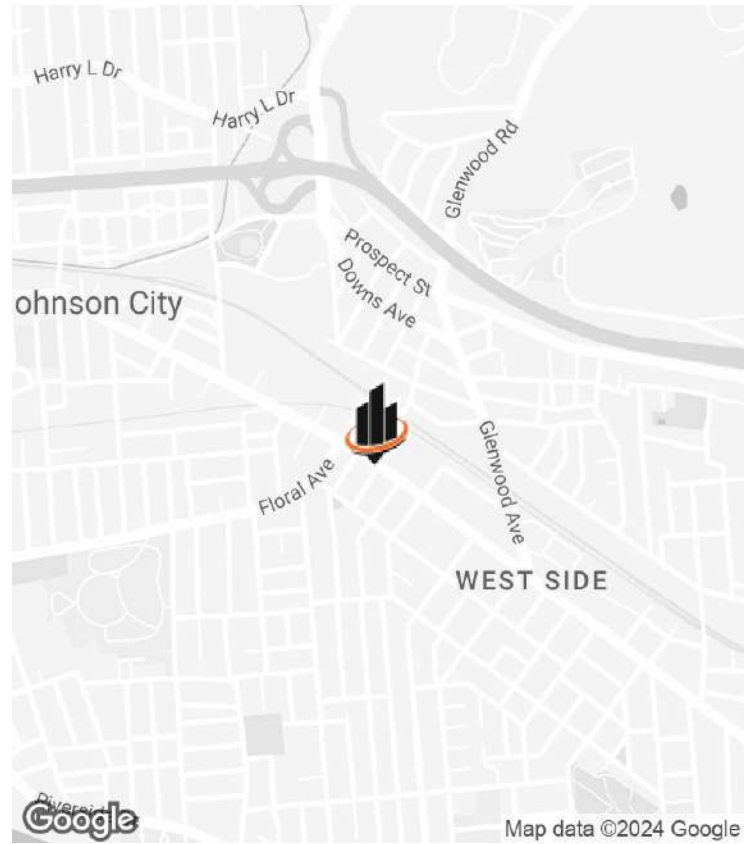 Harry L Dr
Harry L Dr
Glenwood Rd
Prospect St
Downs Ave
ohnson City
Glenwood Ave
Floral Ave
WEST SIDE
Google
Map data ©2024 Google